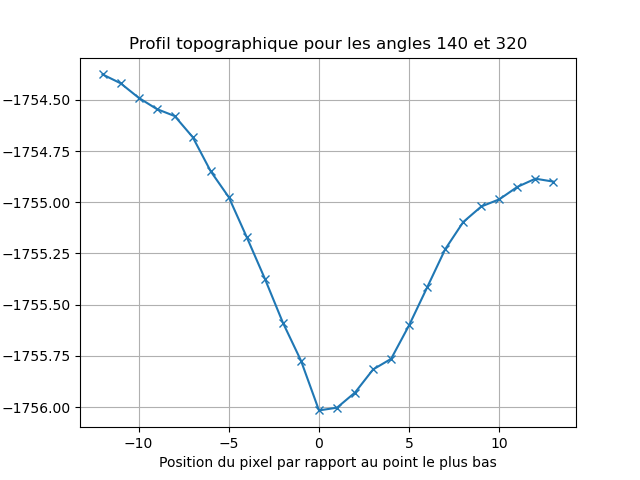 Profil topographique pour les angles 140 et 320
−1754.50
−1754.75
−1755.00
−1755.25
−1755.50
−1755.75
−1756.00
−10 −5 0 5 10
Position du pixel par rapport au point le plus bas